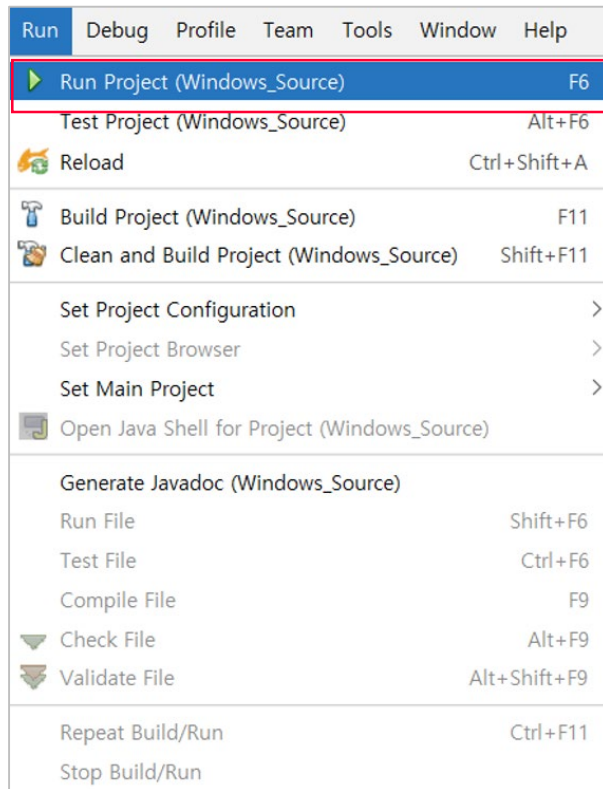 Run Debug Profile Team Tools Window Help
Run Project (Windows_Source) F6
Test Project (Windows_Source) Alt+F6
Reload Ctrl+Shift+A
Build Project (Windows_Source) F11
Clean and Build Project (Windows_Source) Shift+F11
Set Project Configuration
Set Project Browser
Set Main Project
Open Java Shell for Project (Windows_Source)
Generate Javadoc (Windows_Source)
Run File Shift+F6
Test File Ctrl+F6
Compile File F9
Check File Alt+F9
Validate File Alt+Shift+F9
Repeat Build/Run Ctrl+F11
Stop Build/Run